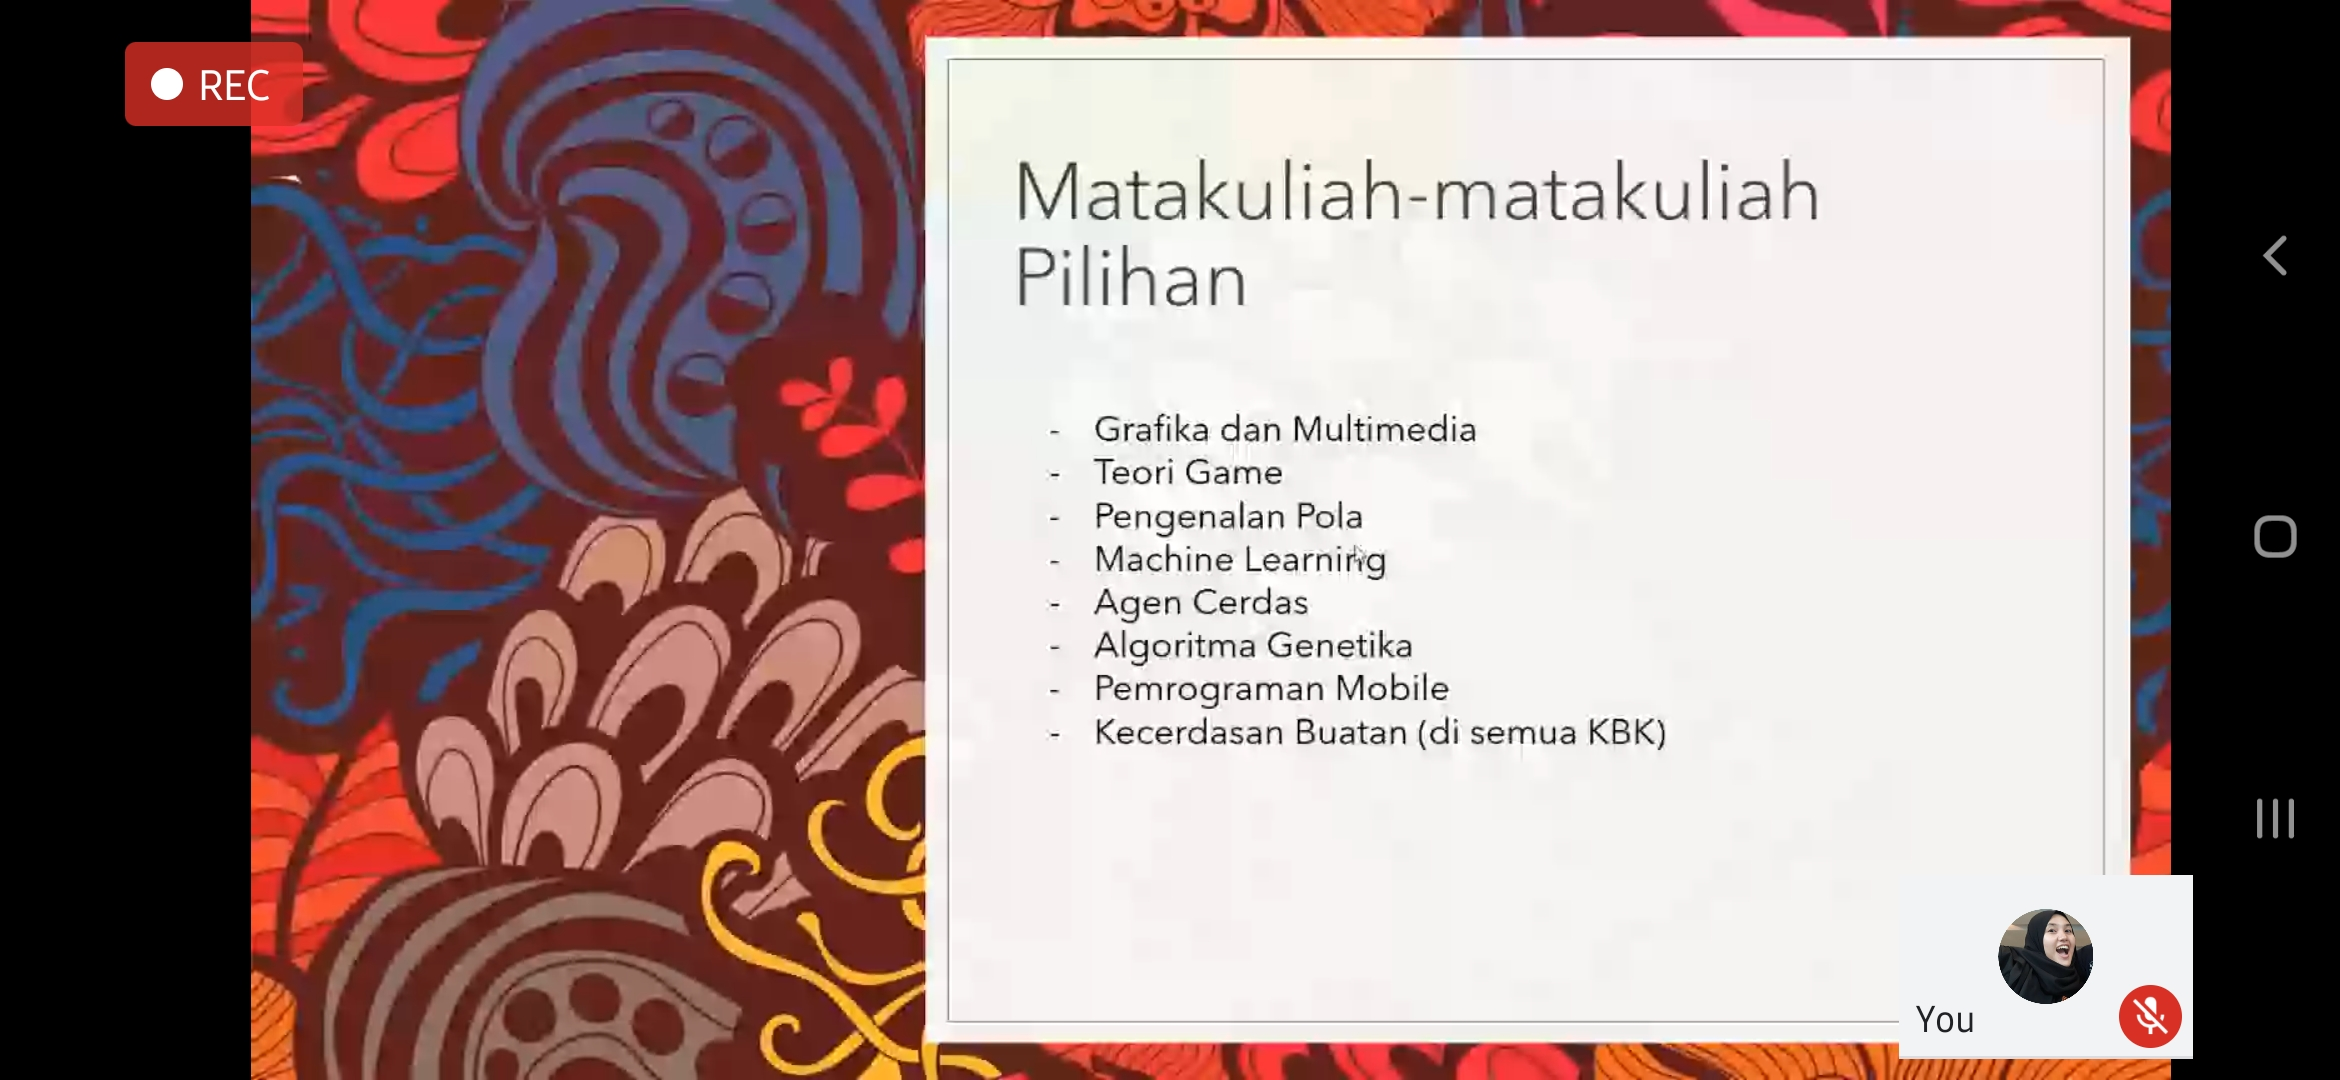 REC
Matakuliah-matakuliah
Pilihan
- Grafika dan Multimedia
- Teori Game
- Pengenalan Pola
- Machine Learning
- Agen Cerdas
- Algoritma Genetika
- Pemrograman Mobile
- Kecerdasan Buatan (di semua KBK)
You